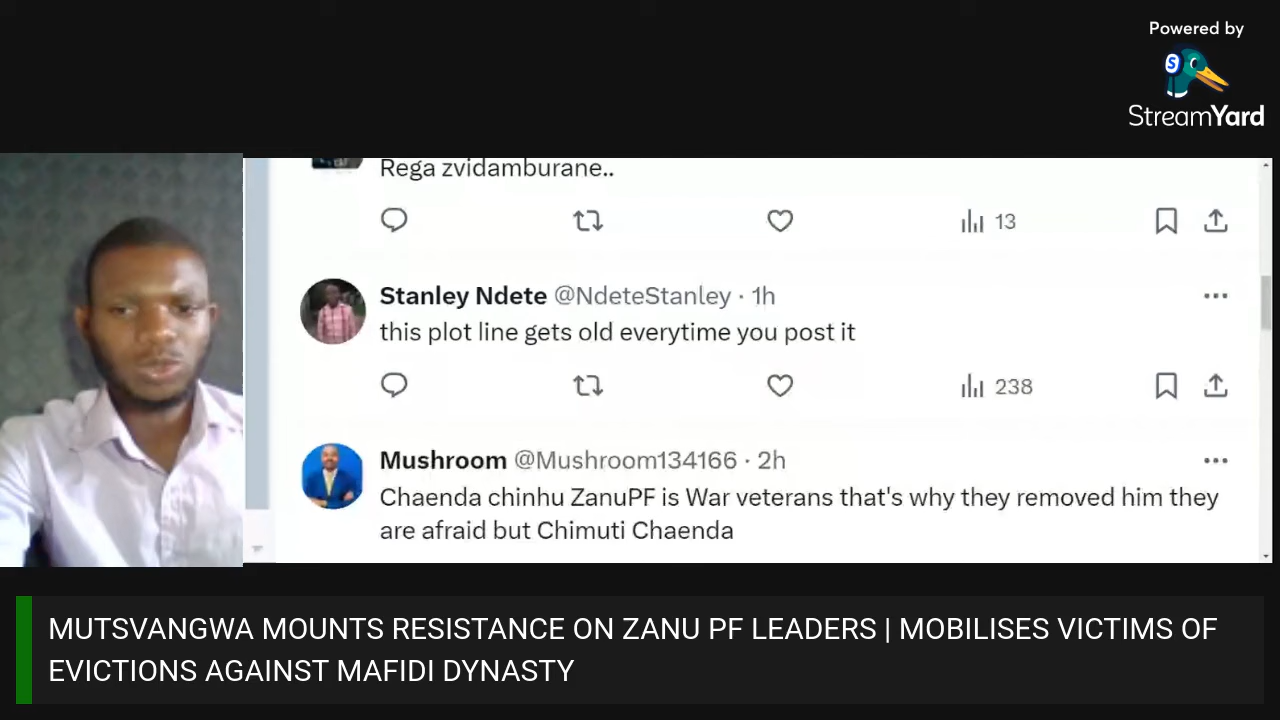 Powered by
StreamYard
Rega zvidamburane..
13
Stanley Ndete @NdeteStanley · 1h
this plot line gets old everytime you post it
238
Mushroom @Mushroom134166 · 2h
Chaenda chinhu ZanuPF is War veterans that's why they removed him they
are afraid but Chimuti Chaenda
MUTSVANGWA MOUNTS RESISTANCE ON ZANU PF LEADERS | MOBILISES VICTIMS OF
EVICTIONS AGAINST MAFIDI DYNASTY